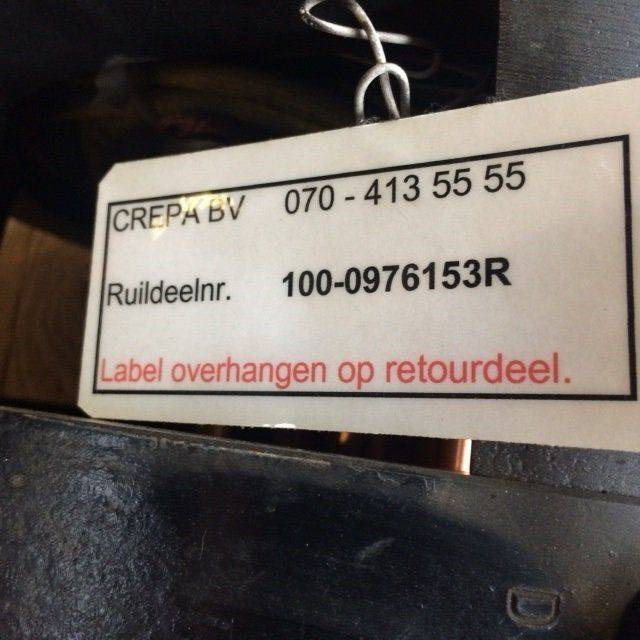 CREPA BV 070 - 413 55 55
Ruildeelnr. 100-0976153R
Label overhangen op retourdeel.